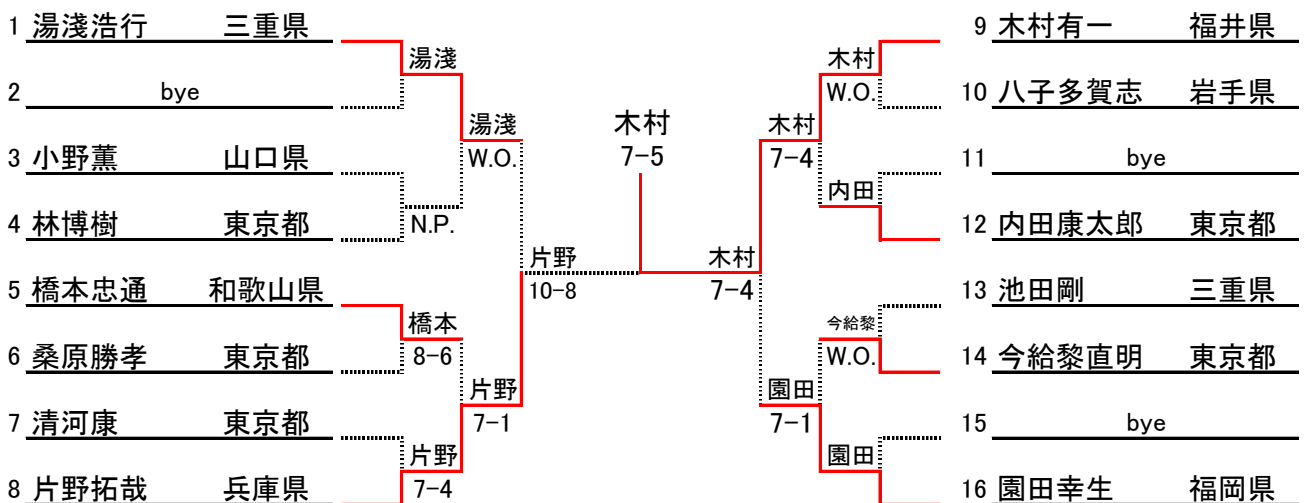 1 湯淺浩行 三重県
2 bye
3 小野薫 山口県
4 林博樹 東京都
5 橋本忠通 和歌山県
6 桑原勝孝 東京都
7 清河康 東京都
8 片野拓哉 兵庫県
湯淺
N.P.
橋本
8-6
片野
7-4
湯淺
W.O.
片野
7-1
片野
10-8
木村
7-5
木村
7-4
木村
7-4
園田
7-1
木村
W.O.
内田
今給黎
W.O.
園田
9 木村有一 福井県
10 八子多賀志 岩手県
11 bye
12 内田康太郎 東京都
13 池田剛 三重県
14 今給黎直明 東京都
15 bye
16 園田幸生 福岡県